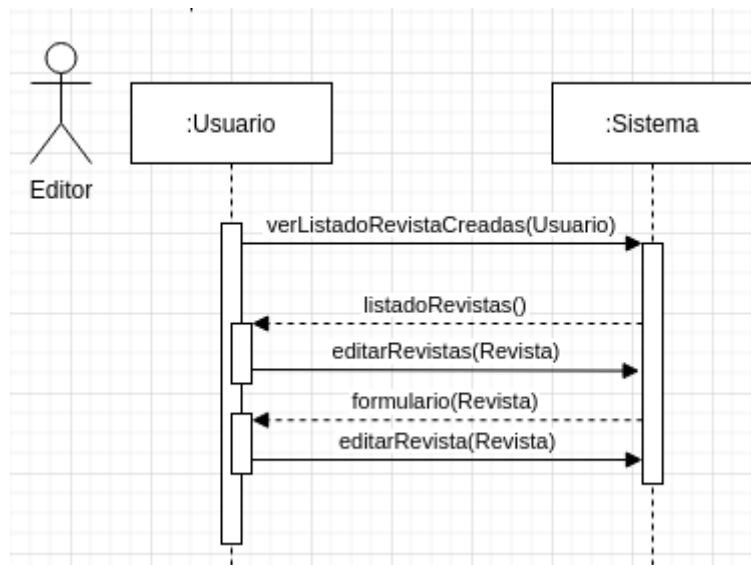 :Usuario
:Sistema
Editor
verListadoRevistaCreadas(Usuario)
listadoRevistas()
editarRevistas(Revista)
formulario(Revista)
editarRevista(Revista)